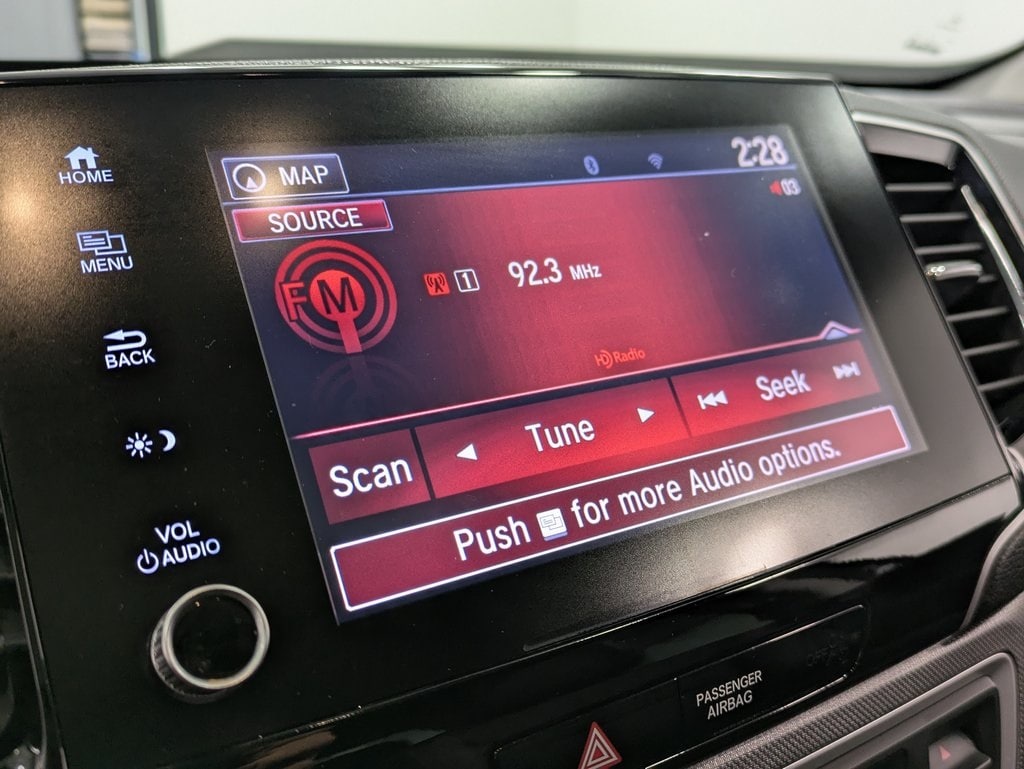 HOME
MENU
BACK
VOL
AUDIO
MAP
2:28
SOURCE
03
FM
1 92.3 MHz
HD Radio
Scan Tune Seek
Push for more Audio options.
PASSENGER
AIRBAG